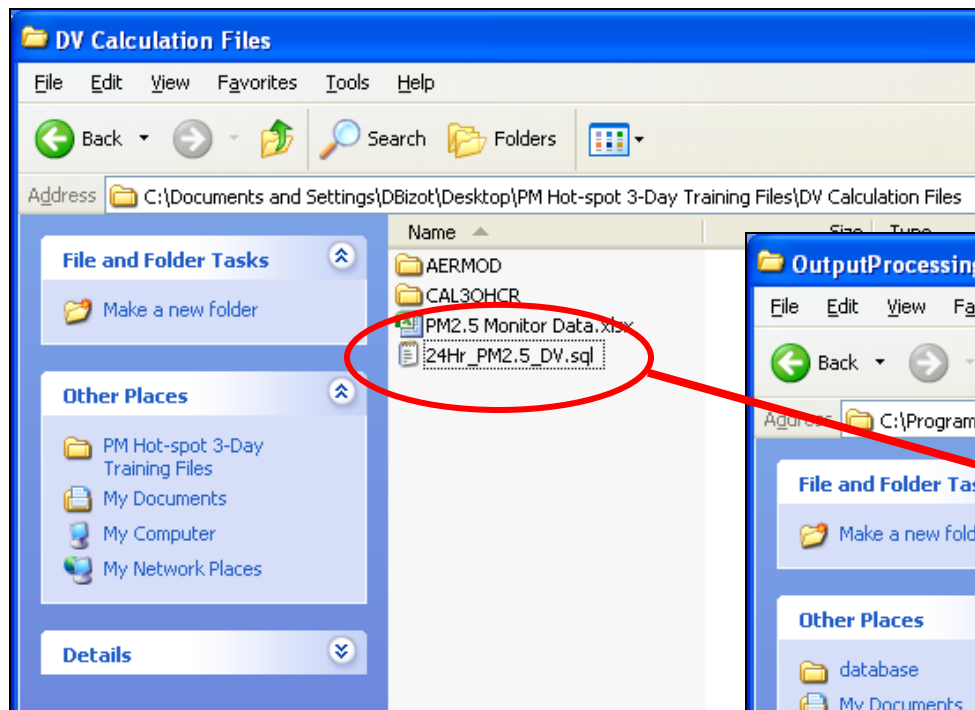 DV Calculation Files
File Edit View Favorites Tools Help
Back Search Folders
Address C:\Documents and Settings\DBizot\Desktop\PM Hot-spot 3-Day Training Files\DV Calculation Files
File and Folder Tasks
Make a new folder
Other Places
PM Hot-spot 3-Day
Training Files
My Documents
My Computer
My Network Places
Details
Name Size Type
AERMOD
CAL3QHCR
PM2.5 Monitor Data.xlsx
24Hr_PM2.5_DV.sql
OutputProcessing
File Edit View Fa
Back
Address C:\Program
File and Folder Tas
Make a new fold
Other Places
database
My Documents